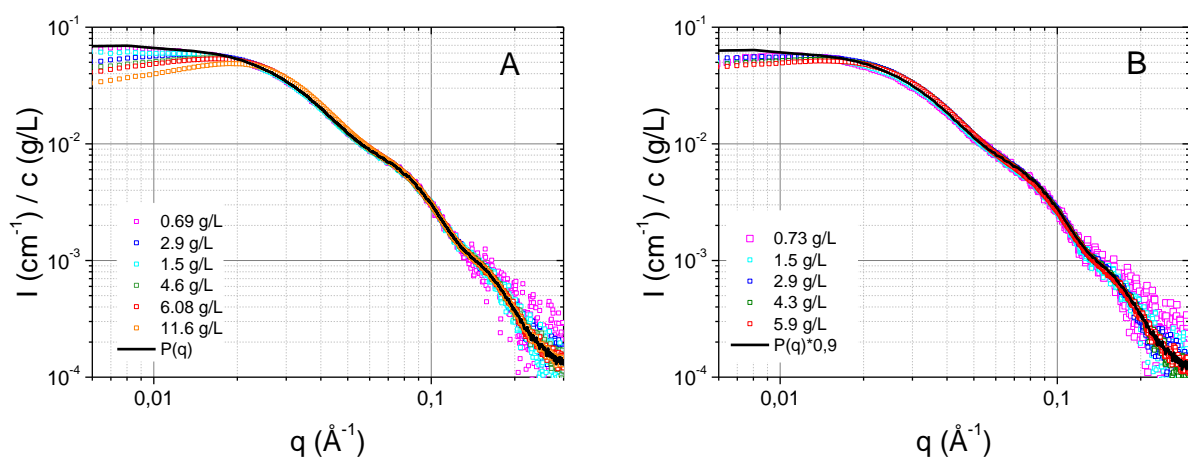 A
10^-1
10^-2
10^-3
10^-4
I (cm^-1) / c (g/L)
0.69 g/L
2.9 g/L
1.5 g/L
4.6 g/L
6.08 g/L
11.6 g/L
P(q)
0,01
0,1
q (Å^-1)
B
10^-1
10^-2
10^-3
10^-4
I (cm^-1) / c (g/L)
0.73 g/L
1.5 g/L
2.9 g/L
4.3 g/L
5.9 g/L
P(q)*0,9
0,01
0,1
q (Å^-1)